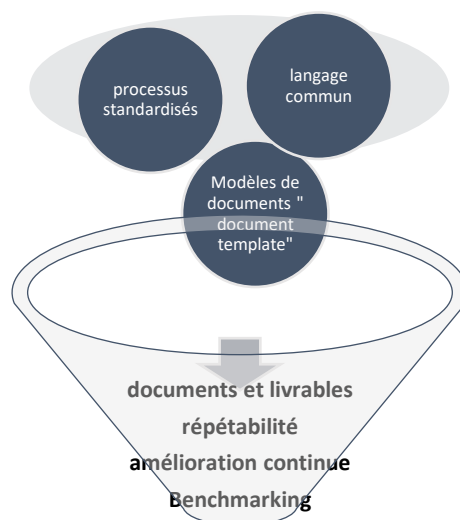 processus
standardisés
langage
commun
Modèles de
documents "
document
template"
documents et livrables
répétabilité
amélioration continue
Benchmarking